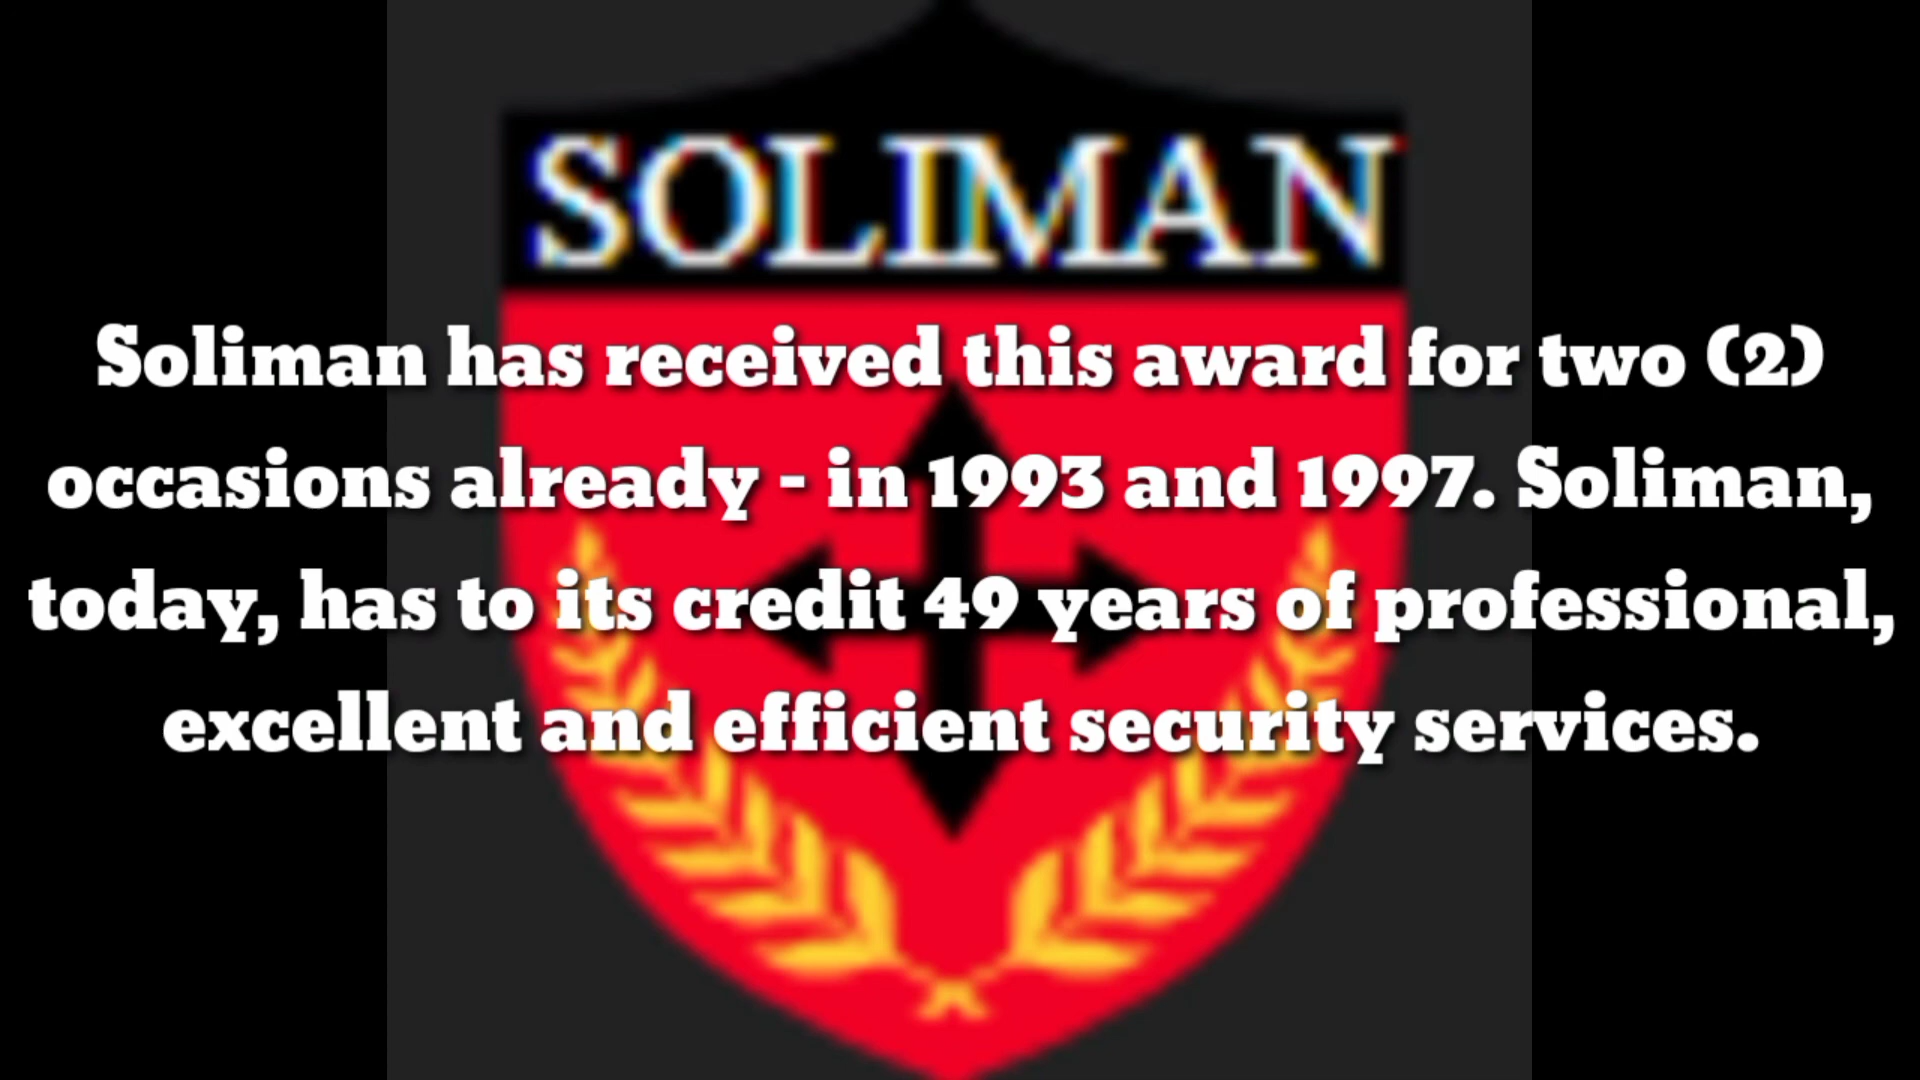 SOLIMAN
Soliman has received this award for two (2)
occasions already - in 1993 and 1997. Soliman,
today, has to its credit 49 years of professional,
excellent and efficient security services.